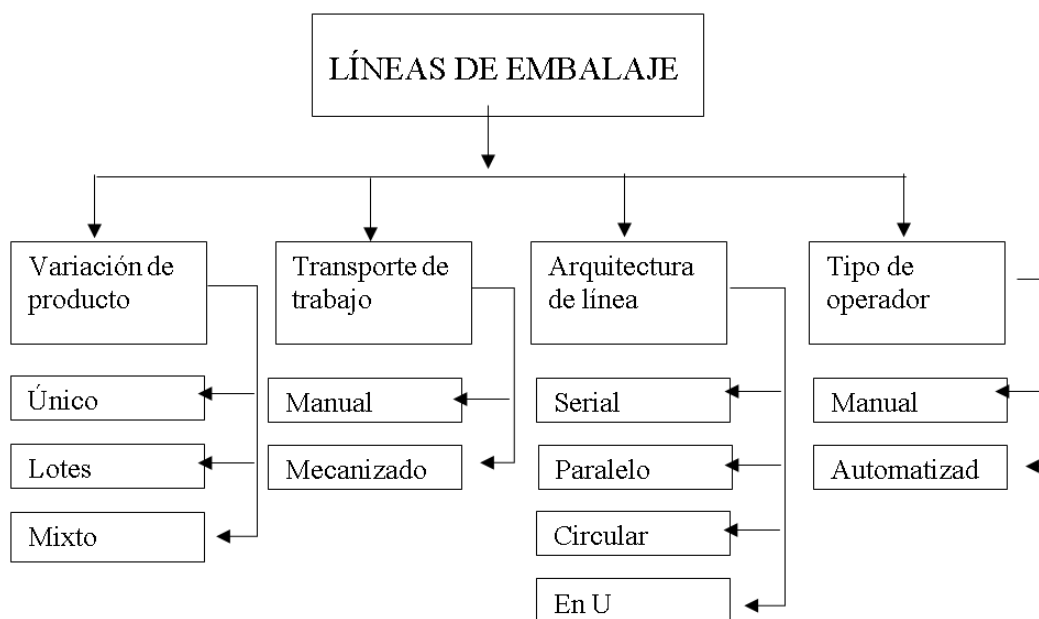 LÍNEAS DE EMBALAJE
Variación de
producto
Único
Lotes
Mixto
Transporte de
trabajo
Manual
Mecanizado
Arquitectura
de línea
Serial
Paralelo
Circular
En U
Tipo de
operador
Manual
Automatizad